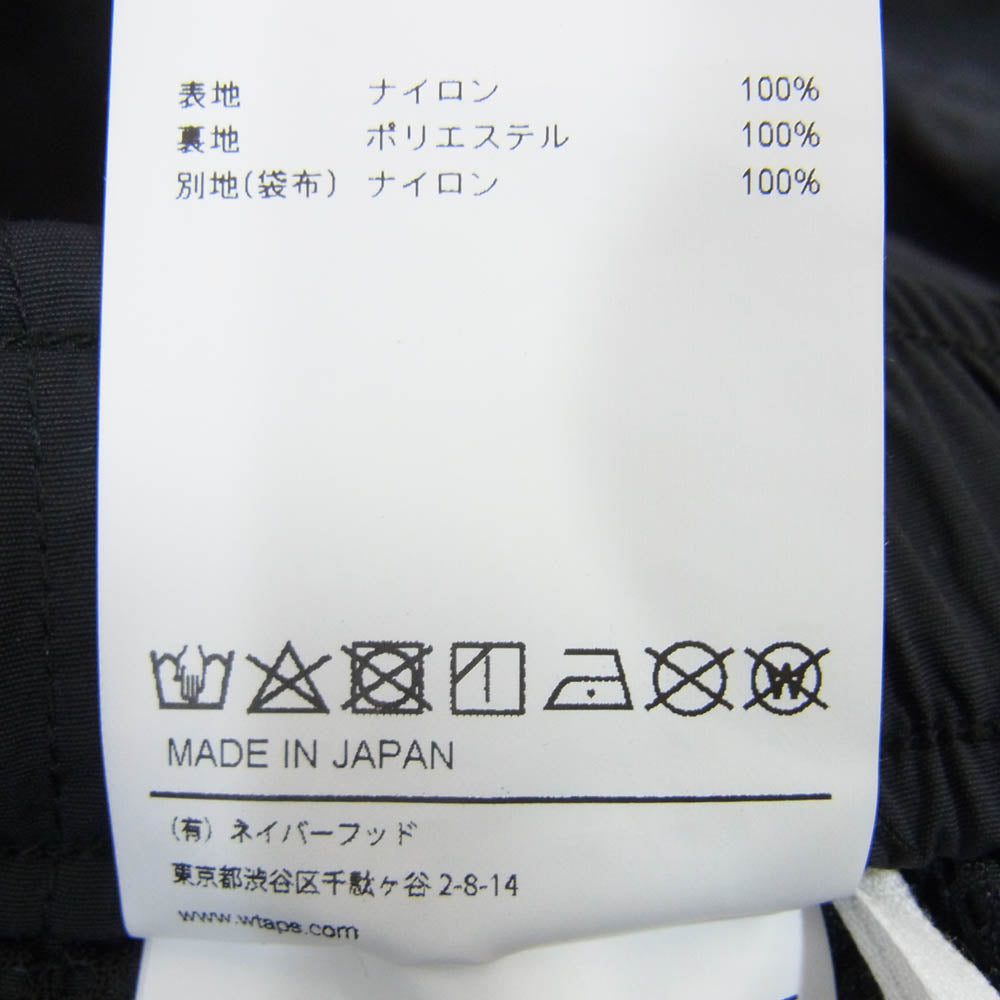 表地 ナイロン 100%
裏地 ポリエステル 100%
別地(袋布) ナイロン 100%
W
MADE IN JAPAN
(有) ネイバーフッド
東京都渋谷区千駄ヶ谷 2-8-14
www.wtaps.com